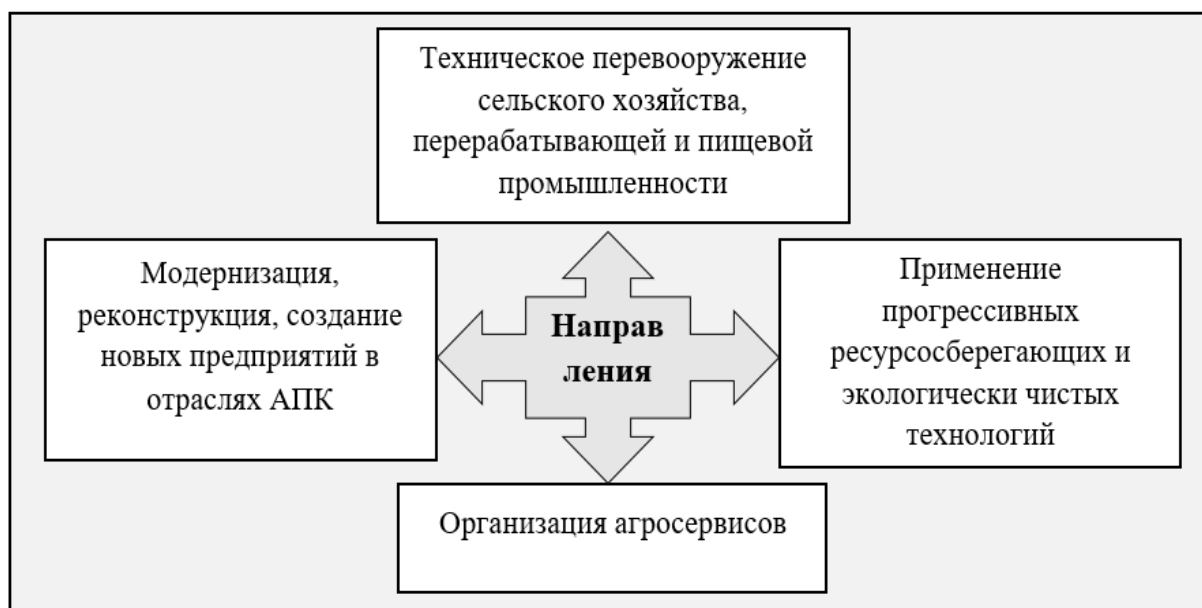 Техническое перевооружение
сельского хозяйства,
перерабатывающей и пищевой
промышленности
Модернизация,
реконструкция, создание
новых предприятий в
отраслях АПК
Направ
ления
Применение
прогрессивных
ресурсосберегающих и
экологически чистых
технологий
Организация агросервисов